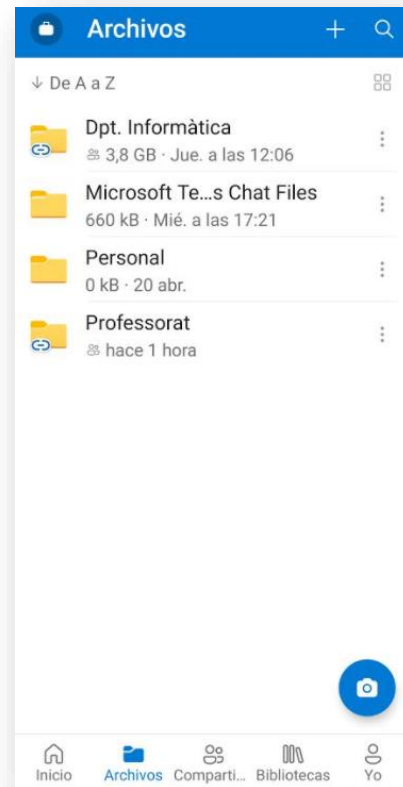 Archivos
De A a Z
Dpt. Informàtica
3,8 GB · Jue. a las 12:06
Microsoft Te...s Chat Files
660 kB · Mié. a las 17:21
Personal
0 kB · 20 abr.
Professorat
hace 1 hora
Inicio Archivos Comparti... Bibliotecas Yo